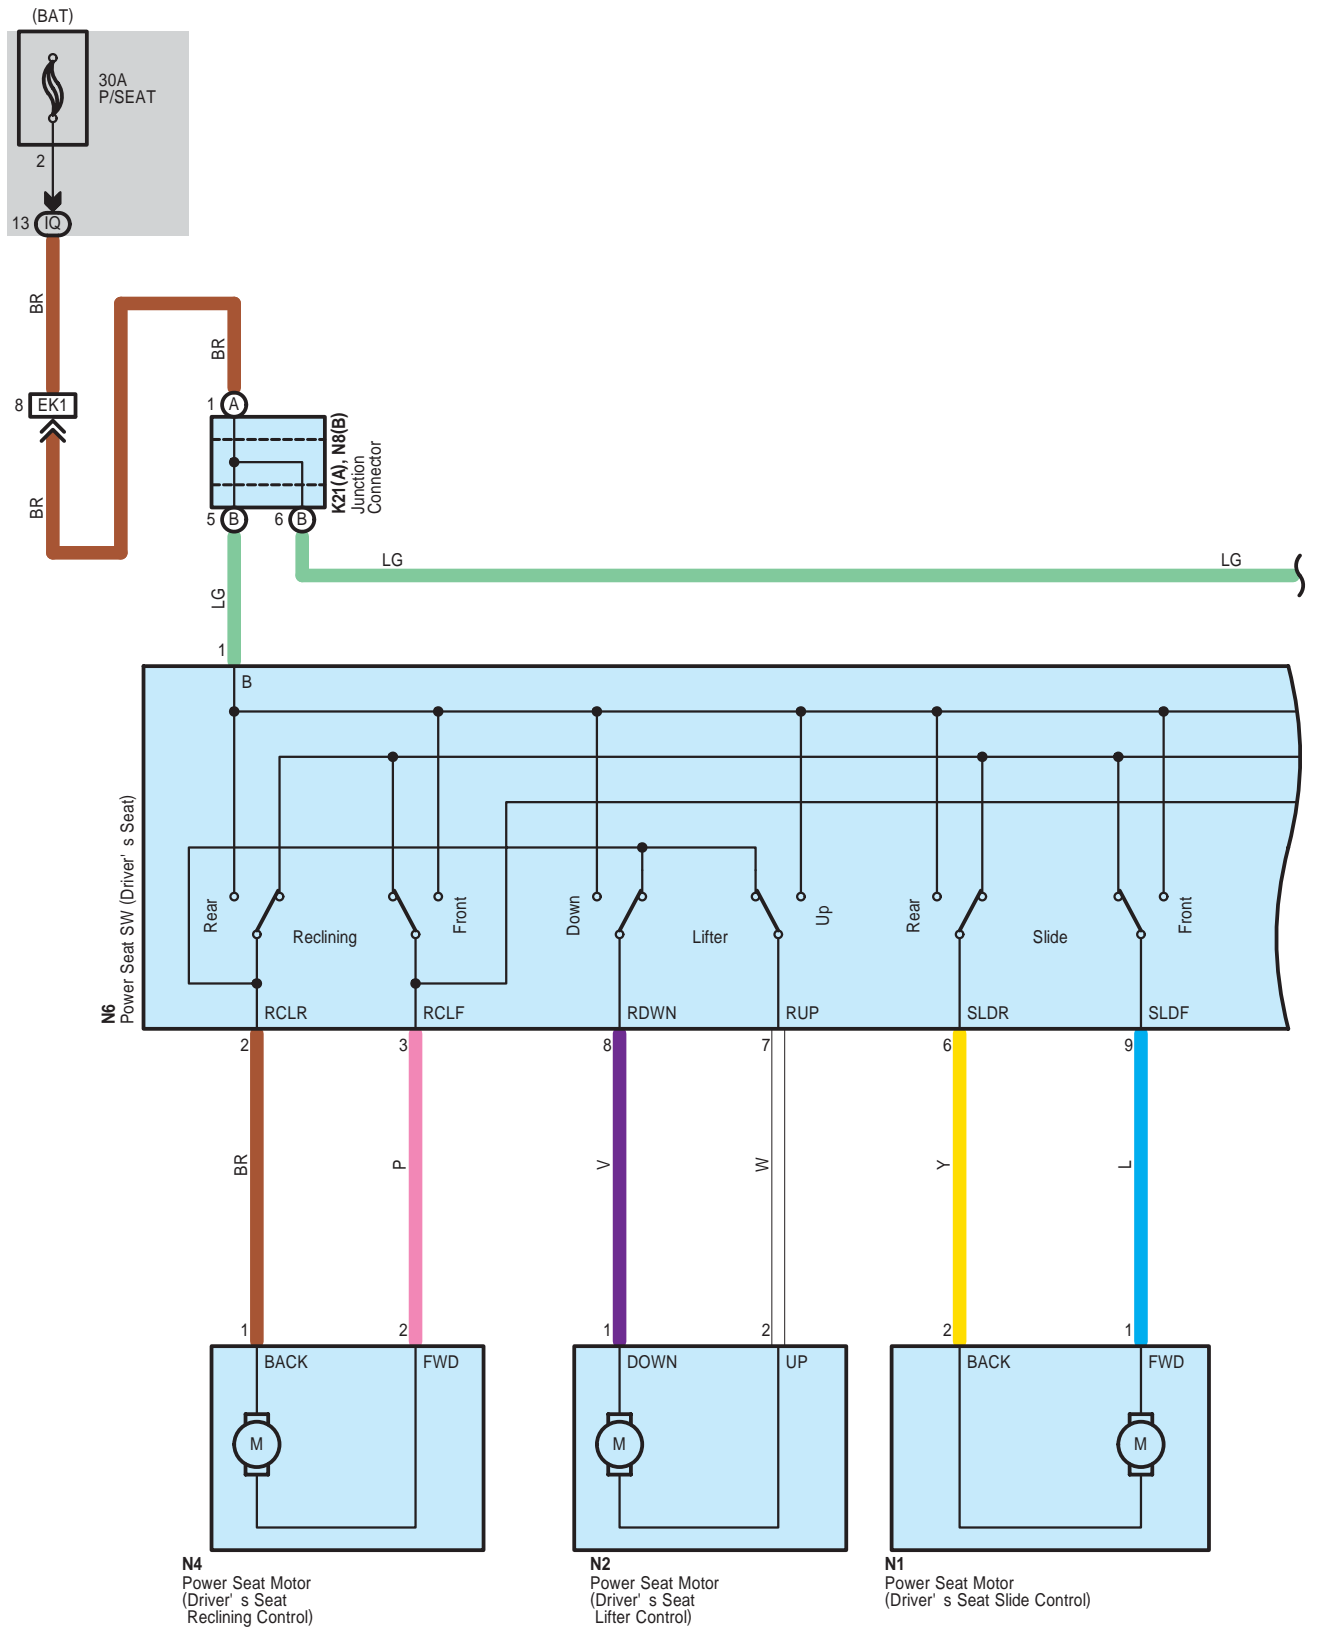 (BAT)
30A
P/SEAT
2
13 IQ
BR
BR
8 EK1
1 A
K21(A), N8(B)
Junction
Connector
BR
5 B 6 B
LG LG
LG
1
B
N6
Power Seat SW (Driver' s Seat)
Rear
Reclining
Front
Down
Lifter
Up
Rear
Slide
Front
RCLR RCLF RDWN RUP SLDR SLDF
2 3 8 7 6 9
BR P V W Y L
1 2 1 2 2 1
BACK FWD DOWN UP BACK FWD
M M M
N4
Power Seat Motor
(Driver' s Seat
Reclining Control)
N2
Power Seat Motor
(Driver' s Seat
Lifter Control)
N1
Power Seat Motor
(Driver' s Seat Slide Control)